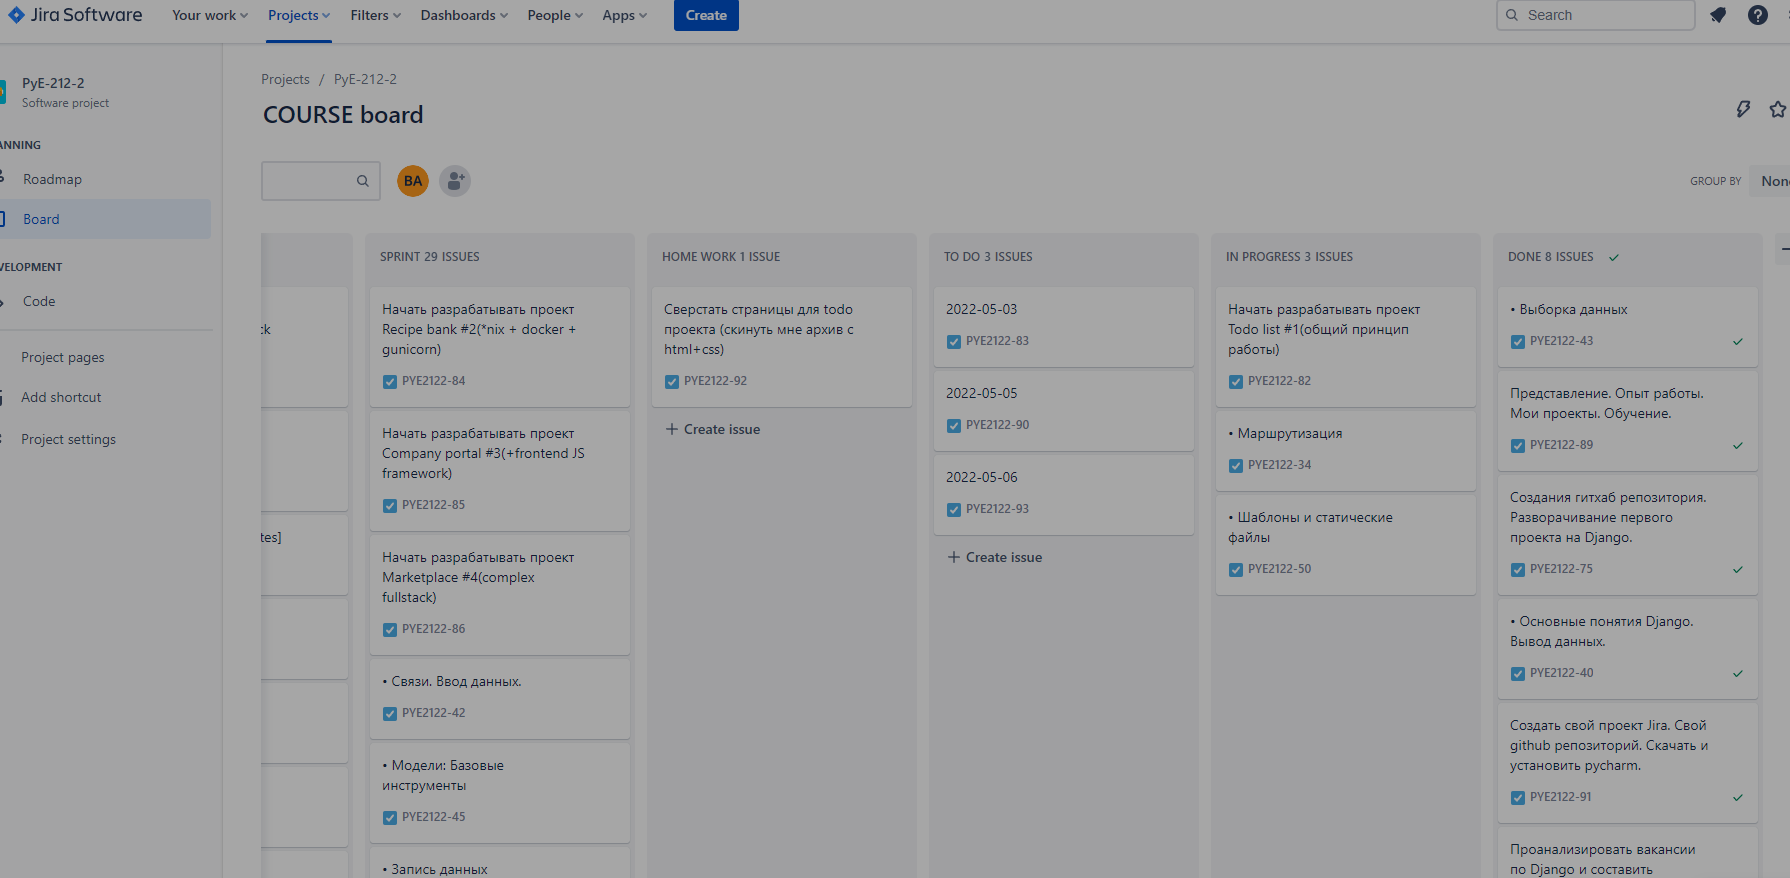 Jira Software
Your work
Projects
Filters
Dashboards
People
Apps
Create
Search
PyE-212-2
Software project
ANNING
Roadmap
Board
VELOPMENT
Code
Project pages
Add shortcut
Project settings
Projects / PyE-212-2
COURSE board
BA
GROUP BY
Non
ck
tes]
SPRINT 29 ISSUES
Начать разрабатывать проект
Recipe bank #2(*nix + docker +
gunicorn)
PYE2122-84
Начать разрабатывать проект
Company portal #3(+frontend JS
framework)
PYE2122-85
Начать разрабатывать проект
Marketplace #4(complex
fullstack)
PYE2122-86
• Связи. Ввод данных.
PYE2122-42
• Модели: Базовые
инструменты
PYE2122-45
• Запись данных
HOME WORK 1 ISSUE
Сверстать страницы для todo
проекта (скинуть мне архив с
html+css)
PYE2122-92
+ Create issue
TO DO 3 ISSUES
2022-05-03
PYE2122-83
2022-05-05
PYE2122-90
2022-05-06
PYE2122-93
+ Create issue
IN PROGRESS 3 ISSUES
Начать разрабатывать проект
Todo list #1(общий принцип
работы)
PYE2122-82
• Маршрутизация
PYE2122-34
• Шаблоны и статические
файлы
PYE2122-50
DONE 8 ISSUES
• Выборка данных
PYE2122-43
Представление. Опыт работы.
Мои проекты. Обучение.
PYE2122-89
Создания гитхаб репозитория.
Разворачивание первого
проекта на Django.
PYE2122-75
• Основные понятия Django.
Вывод данных.
PYE2122-40
Создать свой проект Jira. Свой
github репозиторий. Скачать и
установить pycharm.
PYE2122-91
Проанализировать вакансии
по Django и составить